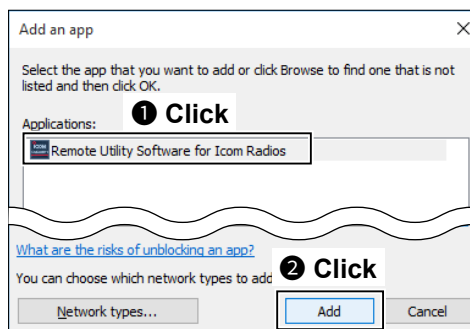 Add an app
Select the app that you want to add or click Browse to find one that is not
listed and then click OK.
❶ Click
Applications:
ICOM
Remote Utility Software for Icom Radios
What are the risks of unblocking an app?
❷ Click
You can choose which network types to add
Network types...
Add
Cancel